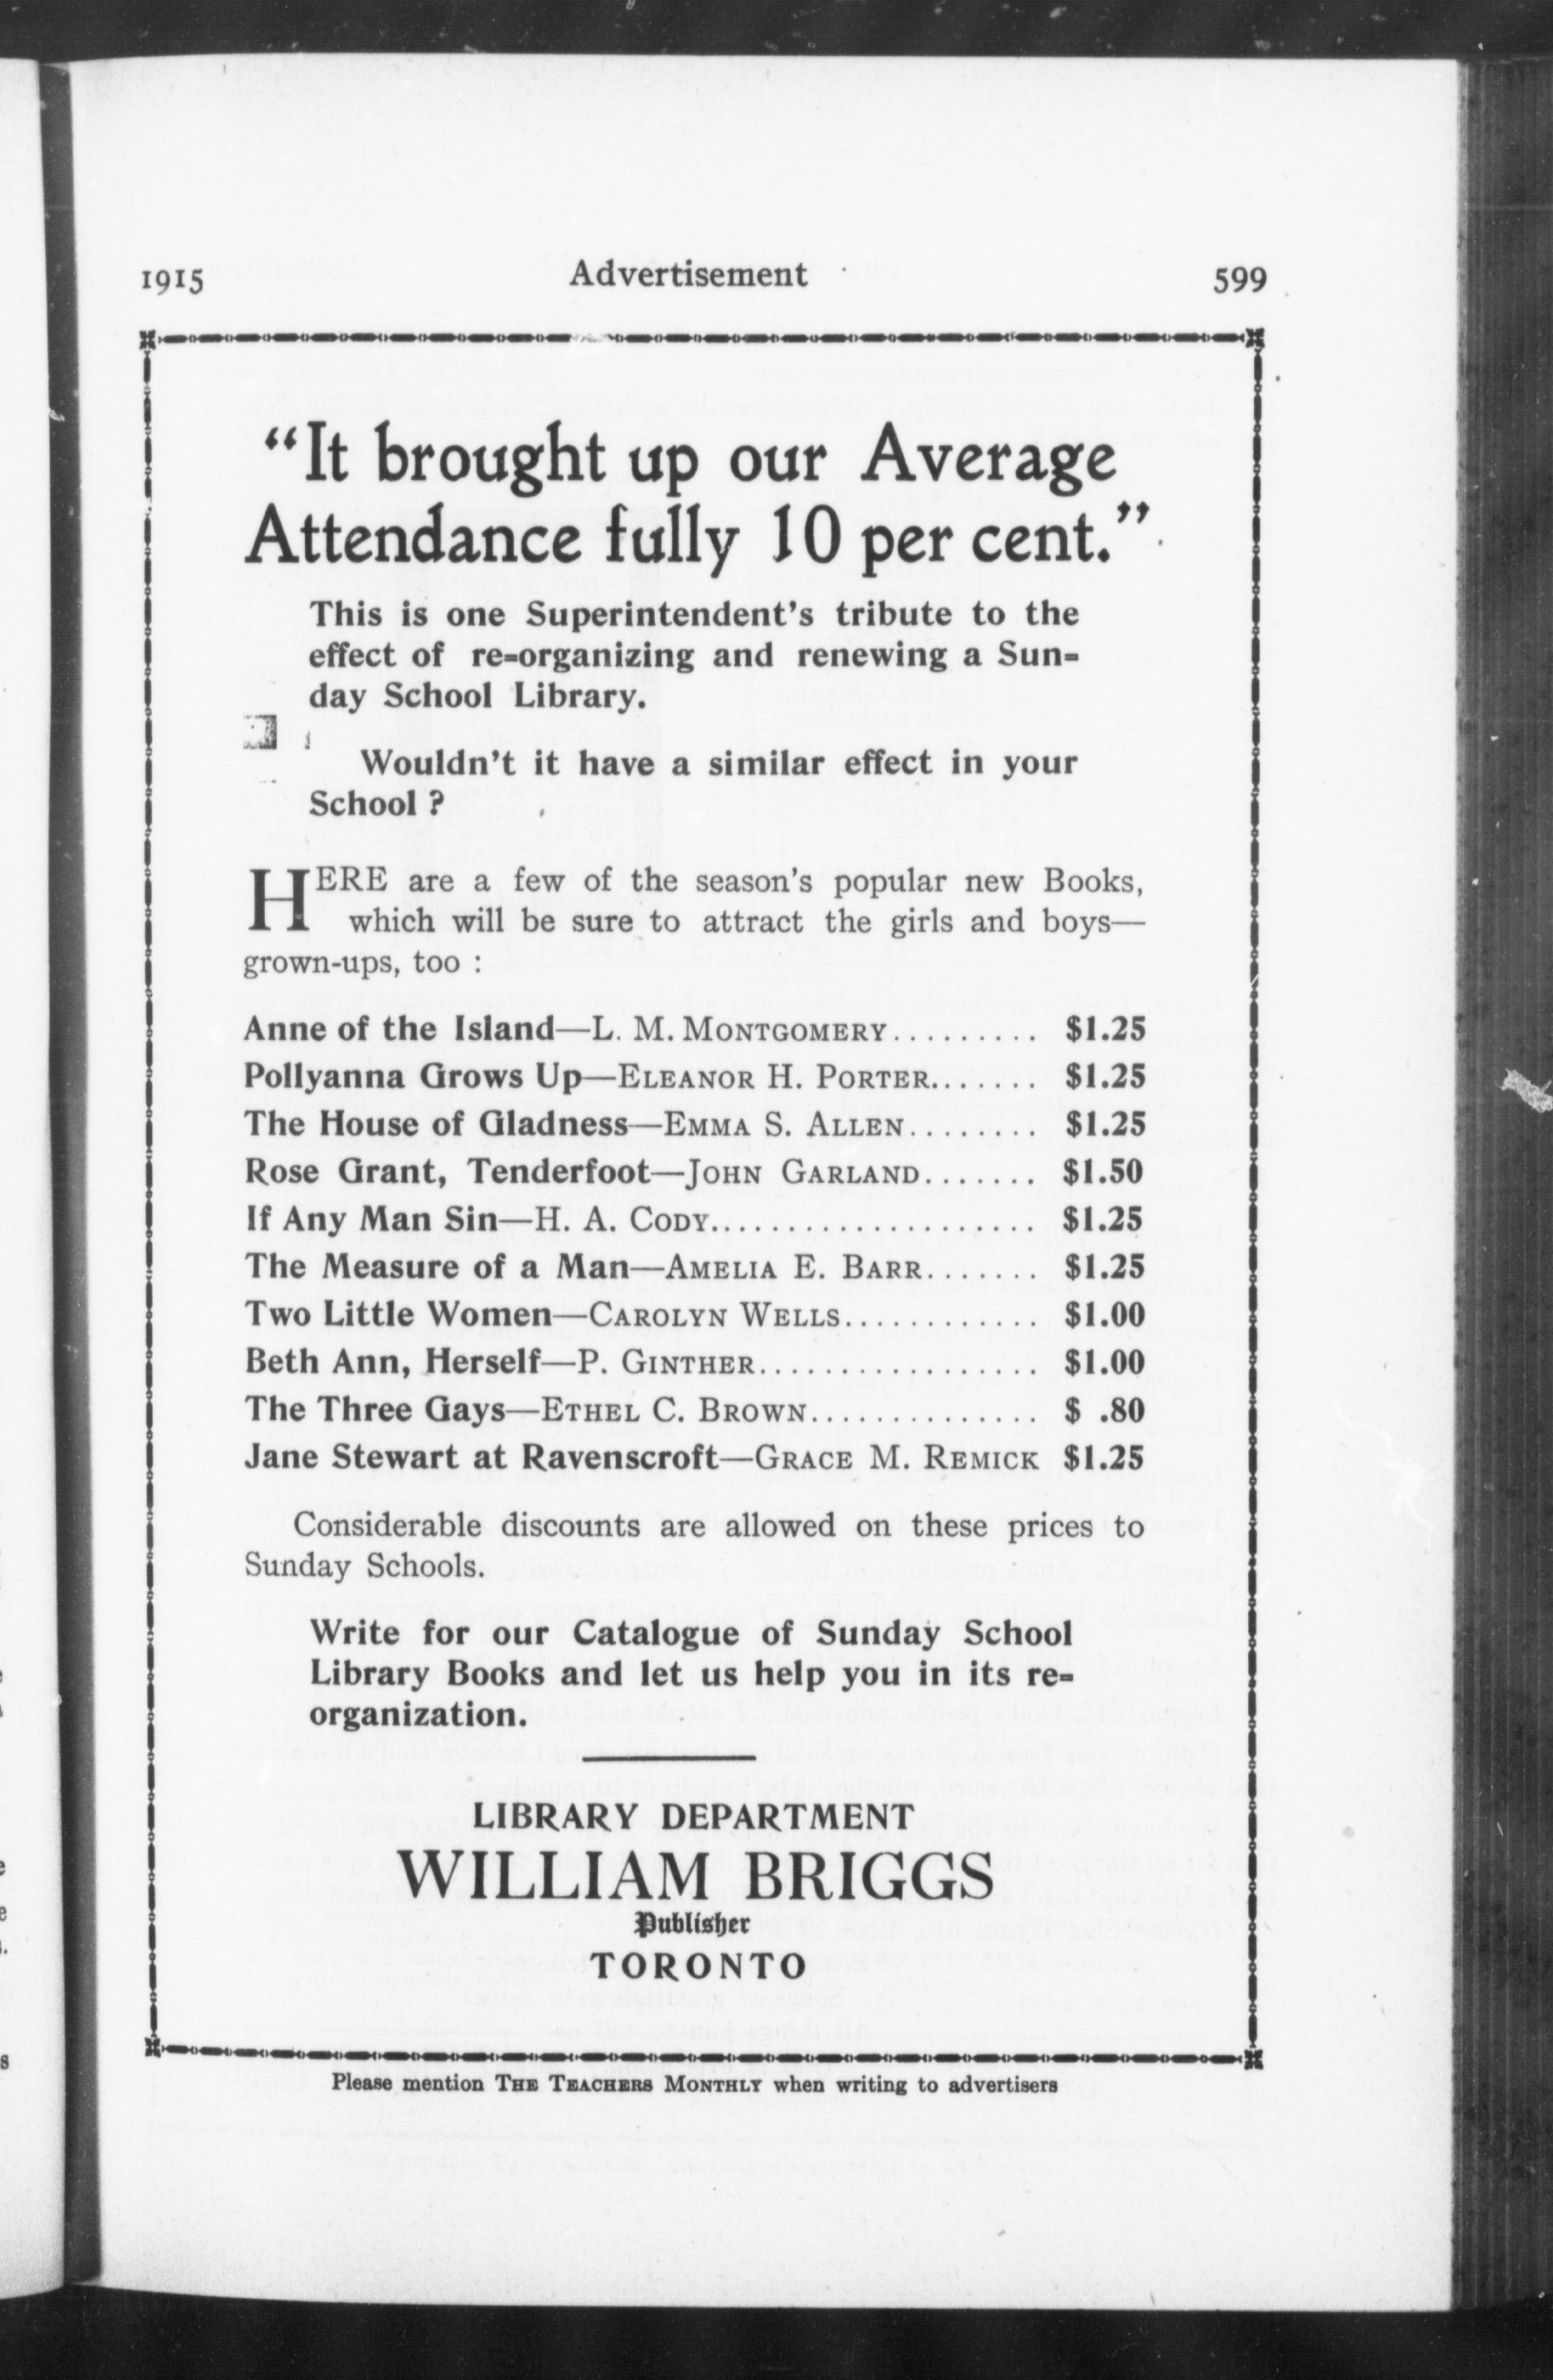 1915 Advertisement 599
“It brought up our Average
Attendance fully 10 per cent.”
This is one Superintendent's tribute to the
effect of re-organizing and renewing a Sun-
day School Library.
Wouldn't it have a similar effect in your
School ?
HERE are a few of the season's popular new Books,
which will be sure to attract the girls and boys—
grown-ups, too :
Anne of the Island—L. M. MONTGOMERY......... $1.25
Pollyanna Grows Up—ELEANOR H. PORTER....... $1.25
The House of Gladness—EMMA S. ALLEN........ $1.25
Rose Grant, Tenderfoot—JOHN GARLAND....... $1.50
If Any Man Sin—H. A. CODY.................... $1.25
The Measure of a Man—AMELIA E. BARR....... $1.25
Two Little Women—CAROLYN WELLS............ $1.00
Beth Ann, Herself—P. GINTHER................. $1.00
The Three Gays—ETHEL C. BROWN.............. $ .80
Jane Stewart at Ravenscroft—GRACE M. REMICK $1.25
Considerable discounts are allowed on these prices to
Sunday Schools.
Write for our Catalogue of Sunday School
Library Books and let us help you in its re-
organization.
LIBRARY DEPARTMENT
WILLIAM BRIGGS
Publisher
TORONTO
Please mention THE TEACHERS MONTHLY when writing to advertisers